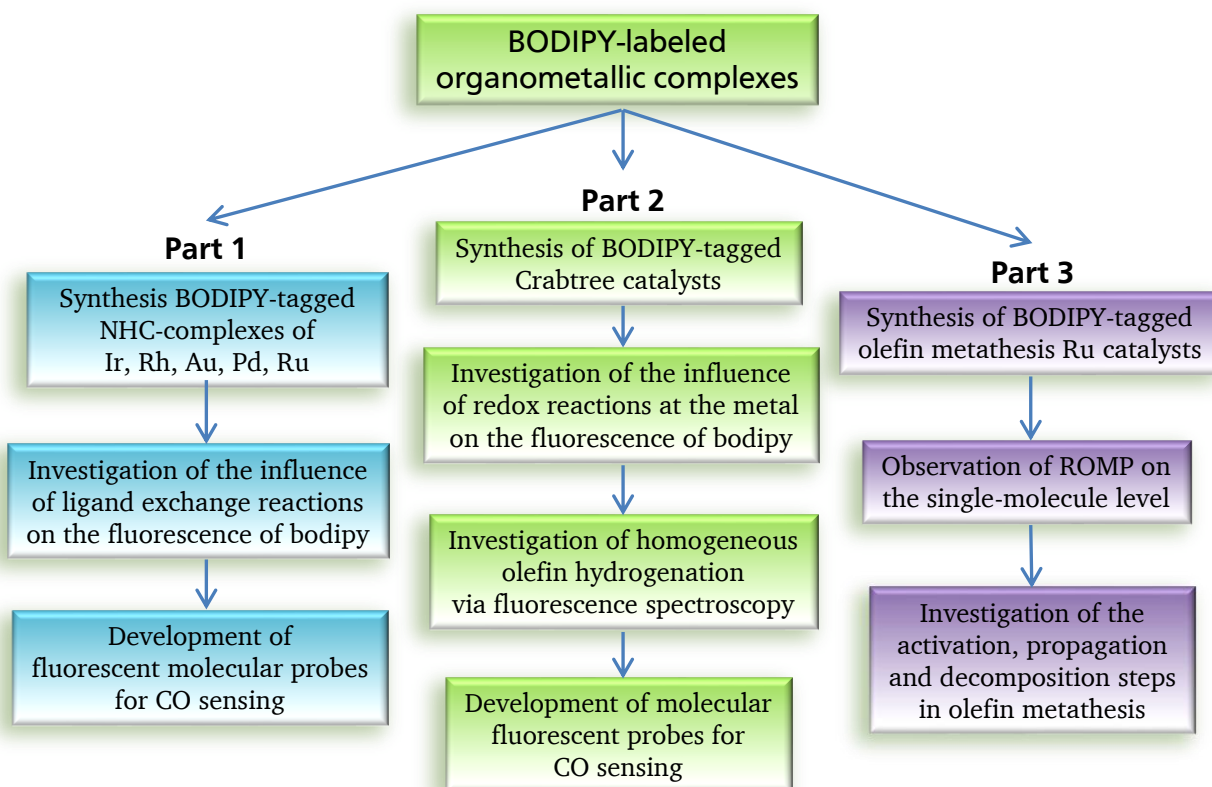 BODIPY-labeled
organometallic complexes
Part 1
Synthesis BODIPY-tagged
NHC-complexes of
Ir, Rh, Au, Pd, Ru
Investigation of the influence
of ligand exchange reactions
on the fluorescence of bodipy
Development of
fluorescent molecular probes
for CO sensing
Part 2
Synthesis of BODIPY-tagged
Crabtree catalysts
Investigation of the influence
of redox reactions at the metal
on the fluorescence of bodipy
Investigation of homogeneous
olefin hydrogenation
via fluorescence spectroscopy
Development of molecular
fluorescent probes for
CO sensing
Part 3
Synthesis of BODIPY-tagged
olefin metathesis Ru catalysts
Observation of ROMP on
the single-molecule level
Investigation of the
activation, propagation
and decomposition steps
in olefin metathesis